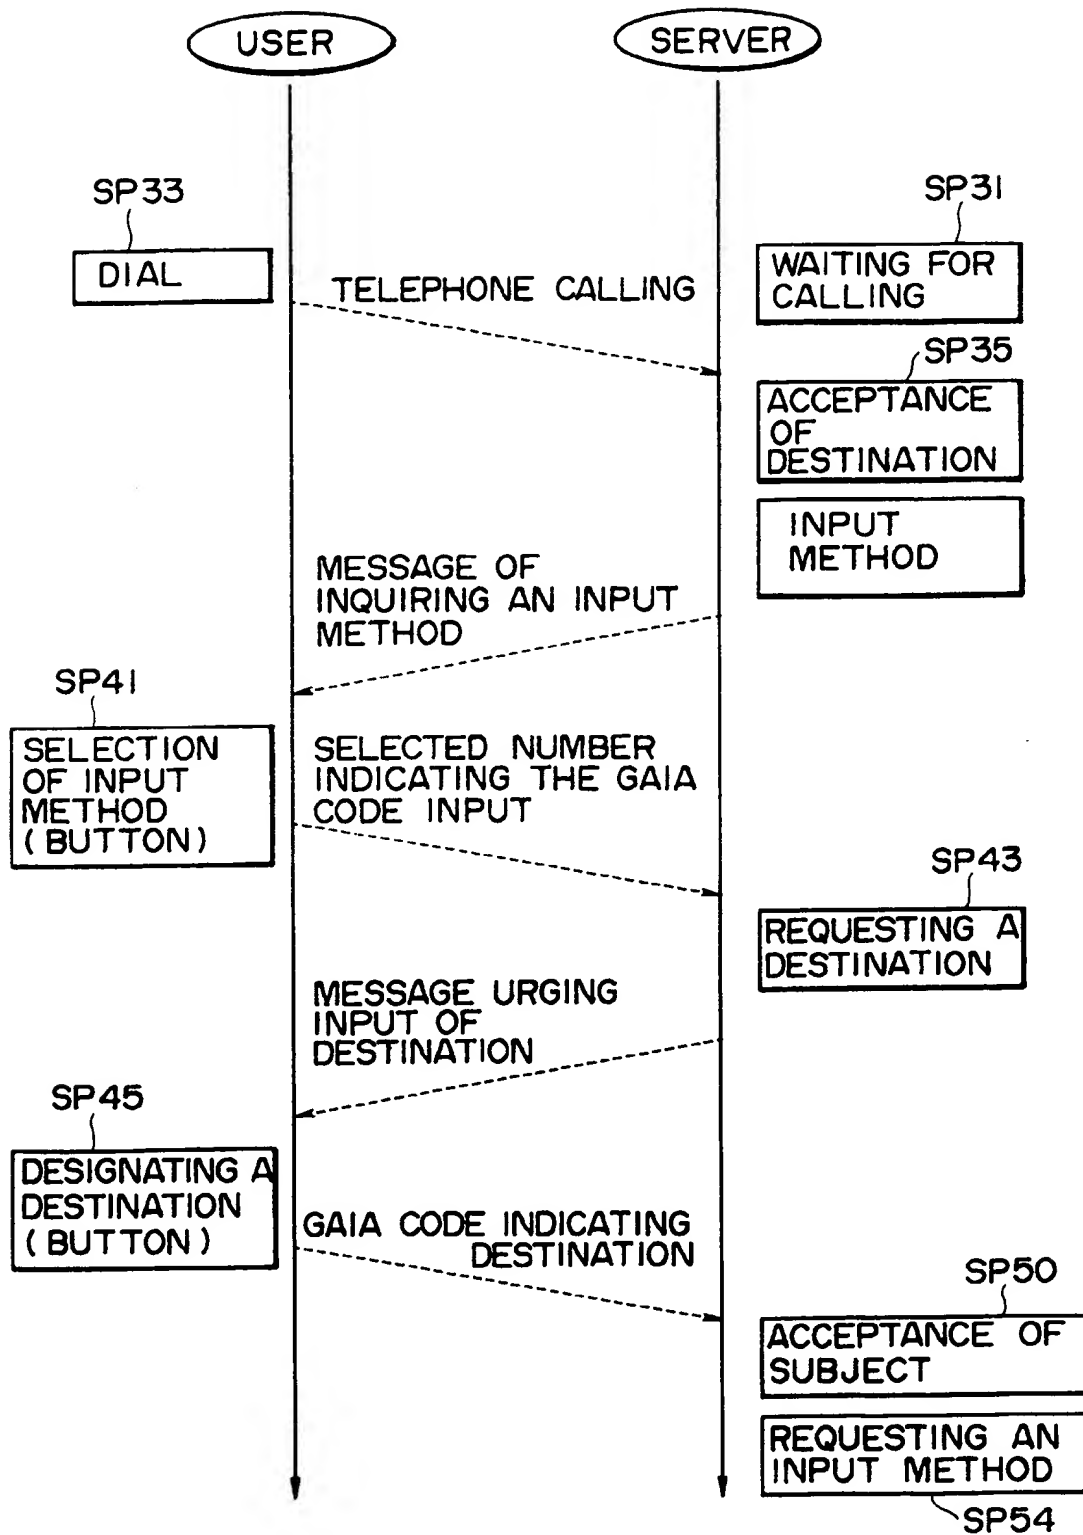 USER
SERVER
SP33
SP31
DIAL
TELEPHONE CALLING
WAITING FOR
CALLING
SP35
ACCEPTANCE
OF
DESTINATION
INPUT
METHOD
MESSAGE OF
INQUIRING AN INPUT
METHOD
SP41
SELECTION
OF INPUT
METHOD
(BUTTON)
SELECTED NUMBER
INDICATING THE GAIA
CODE INPUT
SP43
REQUESTING A
DESTINATION
MESSAGE URGING
INPUT OF
DESTINATION
SP45
DESIGNATING A
DESTINATION
(BUTTON)
GAIA CODE INDICATING
DESTINATION
SP50
ACCEPTANCE OF
SUBJECT
REQUESTING AN
INPUT METHOD
SP54